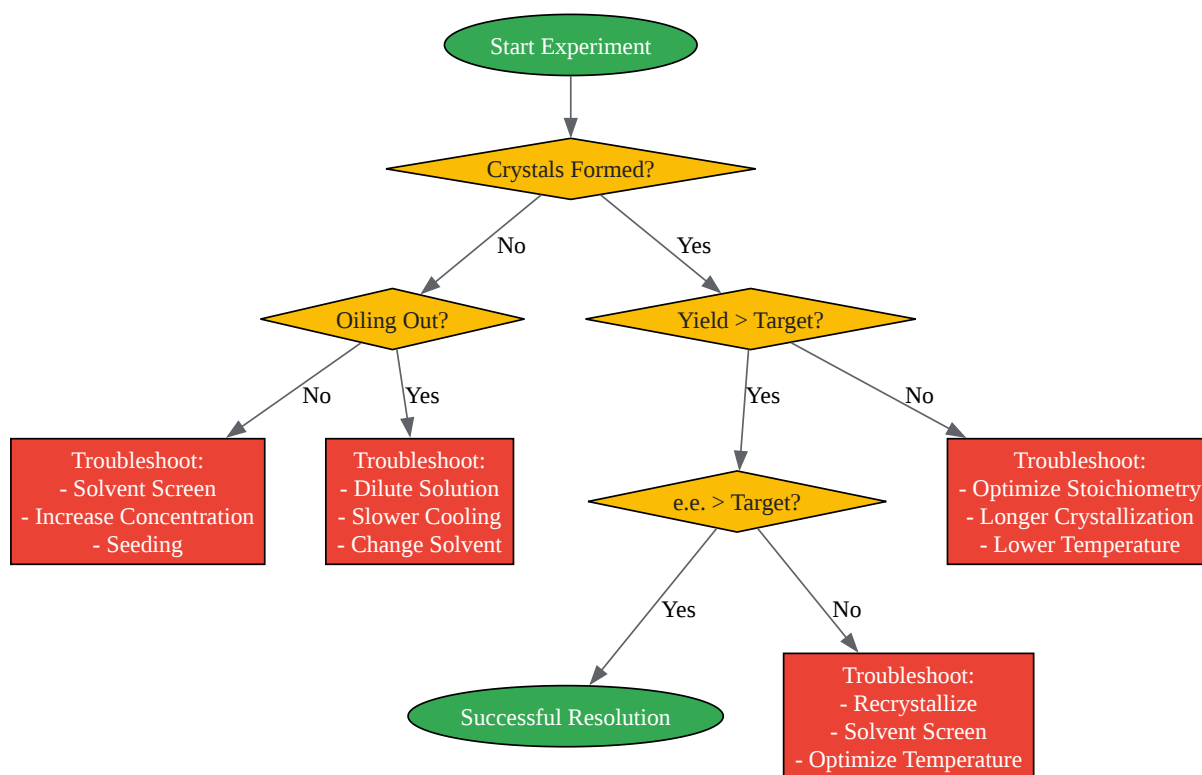 Start Experiment
Crystals Formed?
No
Yes
Oiling Out?
Yield > Target?
No
Yes
Yes
No
Troubleshoot:
- Solvent Screen
- Increase Concentration
- Seeding
Troubleshoot:
- Dilute Solution
- Slower Cooling
- Change Solvent
e.e. > Target?
Troubleshoot:
- Optimize Stoichiometry
- Longer Crystallization
- Lower Temperature
Yes
No
Successful Resolution
Troubleshoot:
- Recrystallize
- Solvent Screen
- Optimize Temperature